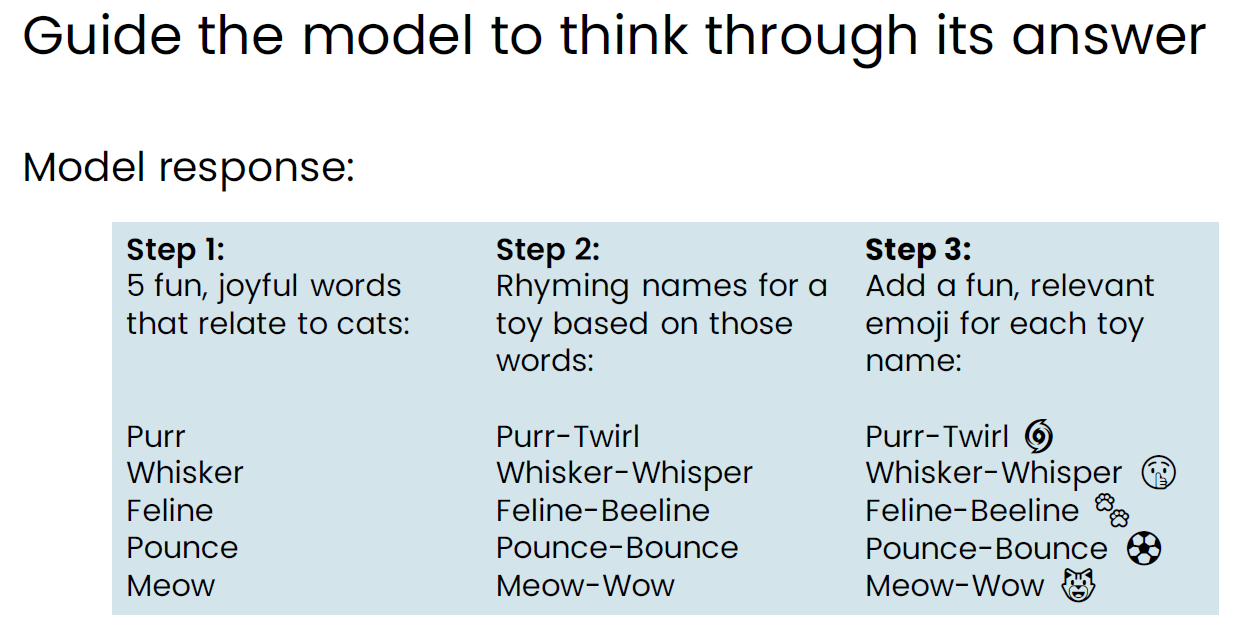 Guide the model to think through its answer
Model response:
Step 1:
5 fun, joyful words
that relate to cats:
Purr
Whisker
Feline
Pounce
Meow
Step 2:
Rhyming names for a
toy based on those
words:
Purr-Twirl
Whisker-Whisper
Feline-Beeline
Pounce-Bounce
Meow-Wow
Step 3:
Add a fun, relevant
emoji for each toy
name:
Purr-Twirl 🌀
Whisker-Whisper 🤫
Feline-Beeline 🐾
Pounce-Bounce ⚽
Meow-Wow 😺